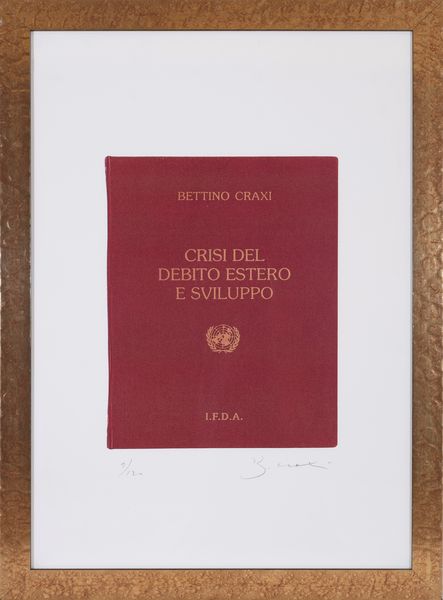 BETTINO CRAXI
CRISI DEL
DEBITO ESTERO
E SVILUPPO
I.F.D.A.